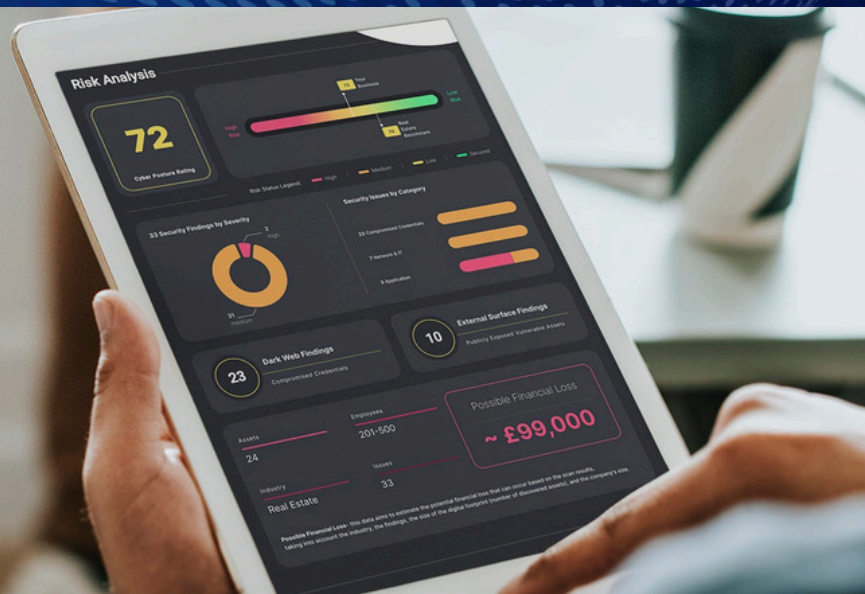 Risk Analysis
72
Cyber Posture Rating
High
Risk
72
Your
Business
Real
Estate
Benchmark
Low
Risk
Risk Status Legend:
High
Medium
Low
Secured
33 Security Findings by Severity
2
high
31
medium
Security Issues by Category
23 Compromised Credentials
7 Network & IT
3 Application
23
Dark Web Findings
Compromised Credentials
10
External Surface Findings
Publicly Exposed Vulnerable Assets
Assets
24
Employees
201-500
Industry
Real Estate
Issues
33
Possible Financial Loss
~ £99,000
Possible Financial Loss- this data aims to estimate the potential financial loss that can occur based on the scan results,
taking into account the industry, the findings, the size of the digital footprint (number of discovered assets), and the company's size.